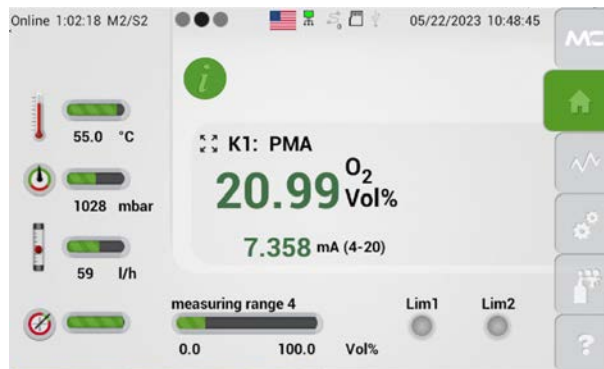 Online 1:02:18 M2/S2
05/22/2023 10:48:45
MC
i
55.0 °C
1028 mbar
59 l/h
K1: PMA
20.99 O2 Vol%
7.358 mA (4-20)
measuring range 4
0.0 100.0 Vol%
Lim1 Lim2
?